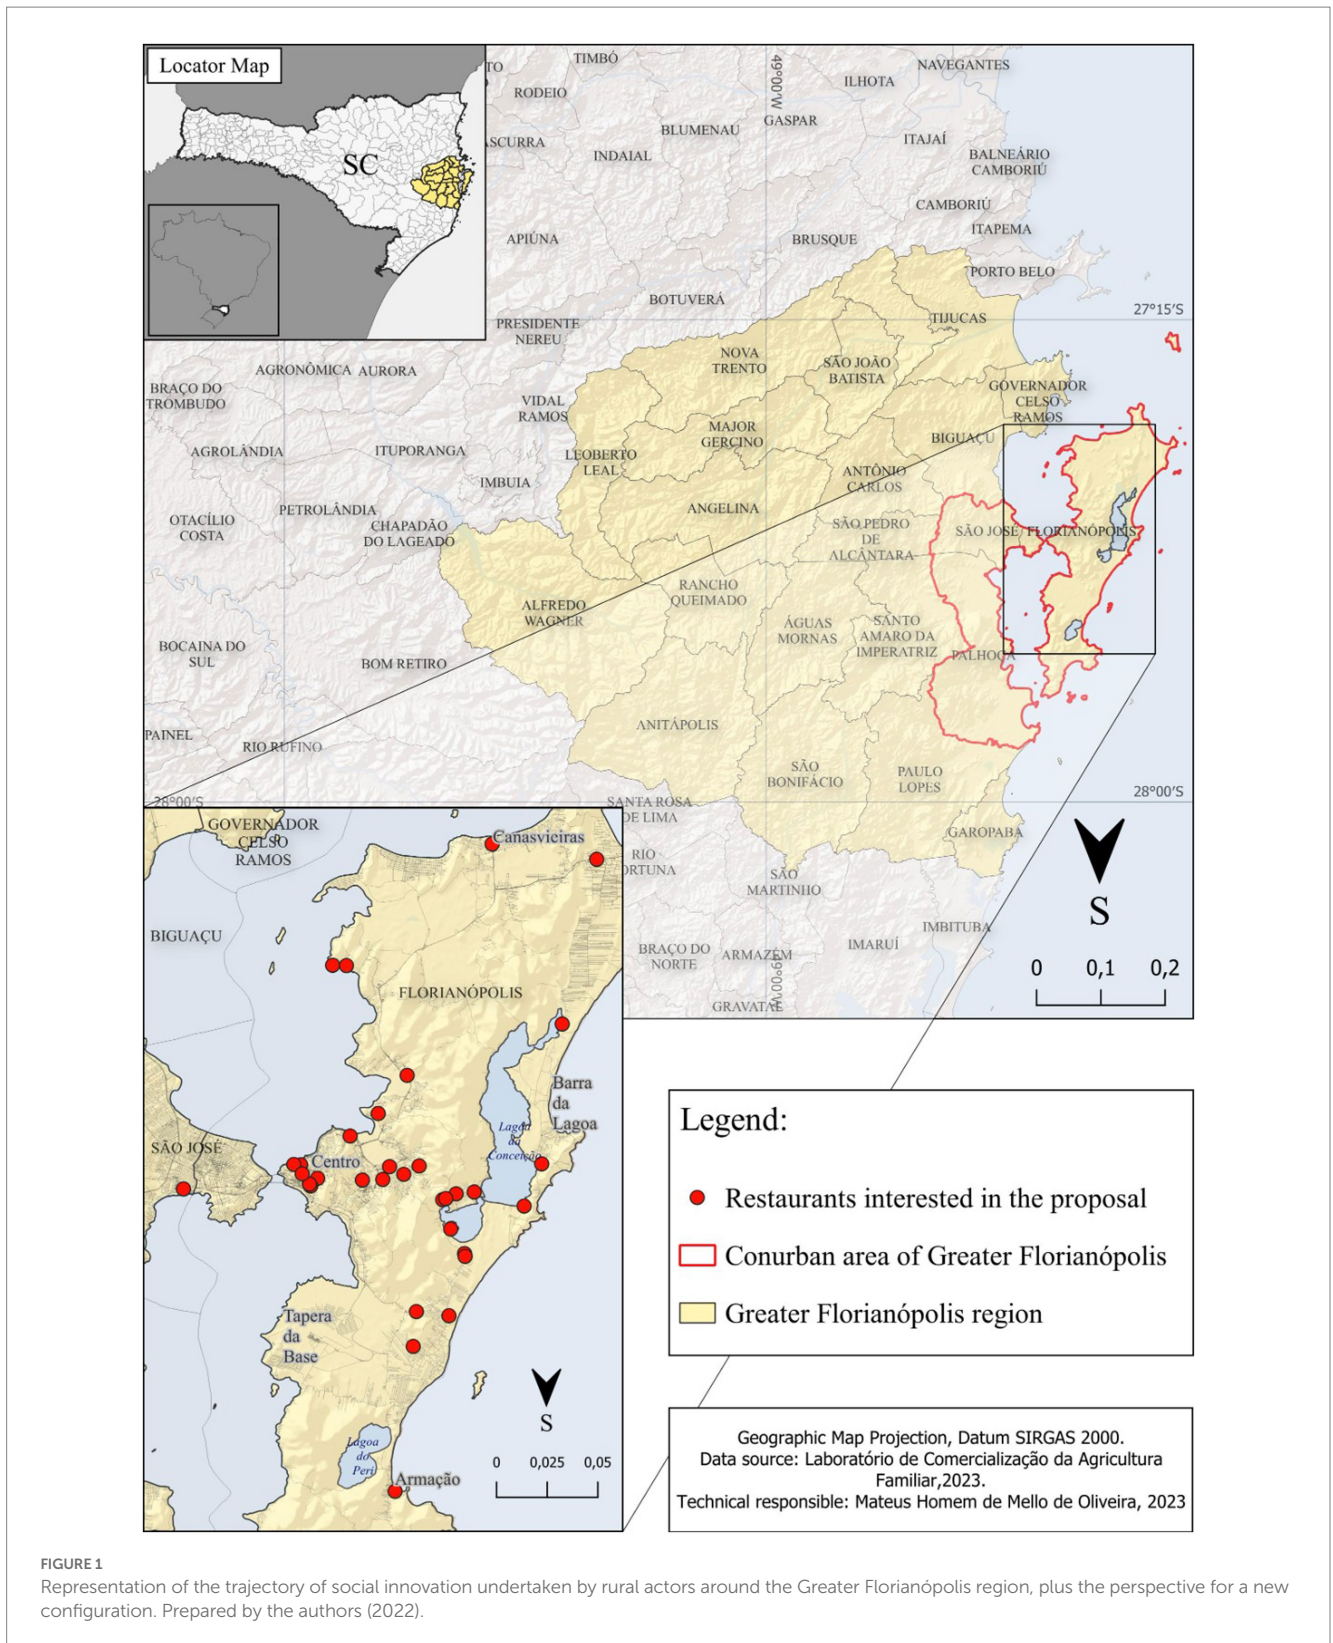 Locator Map
SC
TO
TIMBÓ
RODEIO
ASCURRA
INDAIAL
BLUMENAU
49°00'W
GASPAR
ILHOTA
NAVEGANTES
ITAJAÍ
BALNEÁRIO
CAMBORIÚ
CAMBORIÚ
ITAPEMA
APIÚNA
BRUSQUE
PORTO BELO
BOTUVERÁ
PRESIDENTE
NEREU
TIJUCAS
27°15'S
AGRONÔMICA
AURORA
NOVA
TRENTO
SÃO JOÃO
BATISTA
BRAÇO DO
TROMBUDO
VIDAL
RAMOS
GOVERNADOR
CELSO
RAMOS
AGROLÂNDIA
ITUPORANGA
MAJOR
GERCINO
BIGUAÇU
LEOBERTO
LEAL
IMBUIA
ANTÔNIO
CARLOS
PETROLÂNDIA
ANGELINA
OTACÍLIO
COSTA
CHAPADÃO
DO LAGEADO
SÃO PEDRO
DE
ALCÂNTARA
SÃO JOSÉ
FLORIANÓPOLIS
RANCHO
QUEIMADO
ALFREDO
WAGNER
ÁGUAS
MORNAS
SANTO
AMARO DA
IMPERATRIZ
BOCAINA DO
SUL
BOM RETIRO
PALHOÇA
PAINEL
RIO RUFINO
ANITÁPOLIS
SÃO
BONIFÁCIO
PAULO
LOPES
28°00'S
28°00'S
SANTA ROSA
DE LIMA
GAROPABA
RIO
FORTUNA
SÃO
MARTINHO
IMBITUBA
BRAÇO DO
NORTE
ARMAZÉM
IMARUÍ
49°00'W
GRAVATAÍ
S
0 0,1 0,2
GOVERNADOR
CELSO
RAMOS
Canasvieiras
BIGUAÇU
FLORIANÓPOLIS
Barra
da
Lagoa
Lagoa
da
Conceição
SÃO JOSÉ
Centro
Tapera
da
Base
S
Lagoa
do
Peri
0 0,025 0,05
Armação
Legend:
Restaurants interested in the proposal
Conurban area of Greater Florianópolis
Greater Florianópolis region
Geographic Map Projection, Datum SIRGAS 2000.
Data source: Laboratório de Comercialização da Agricultura
Familiar,2023.
Technical responsible: Mateus Homem de Mello de Oliveira, 2023
FIGURE 1
Representation of the trajectory of social innovation undertaken by rural actors around the Greater Florianópolis region, plus the perspective for a new
configuration. Prepared by the authors (2022).